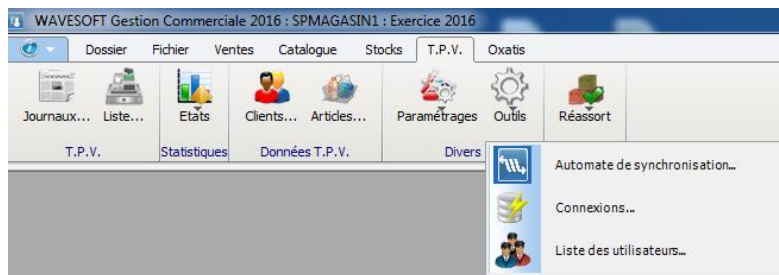 WAVESOFT Gestion Commerciale 2016 : SPMAGASIN1 : Exercice 2016
Dossier Fichier Ventes Catalogue Stocks T.P.V. Oxatis
Journaux... Liste... Etats Clients... Articles... Paramétrages Outils Réassort
T.P.V. Statistiques Données T.P.V. Divers
Automate de synchronisation...
Connexions...
Liste des utilisateurs...